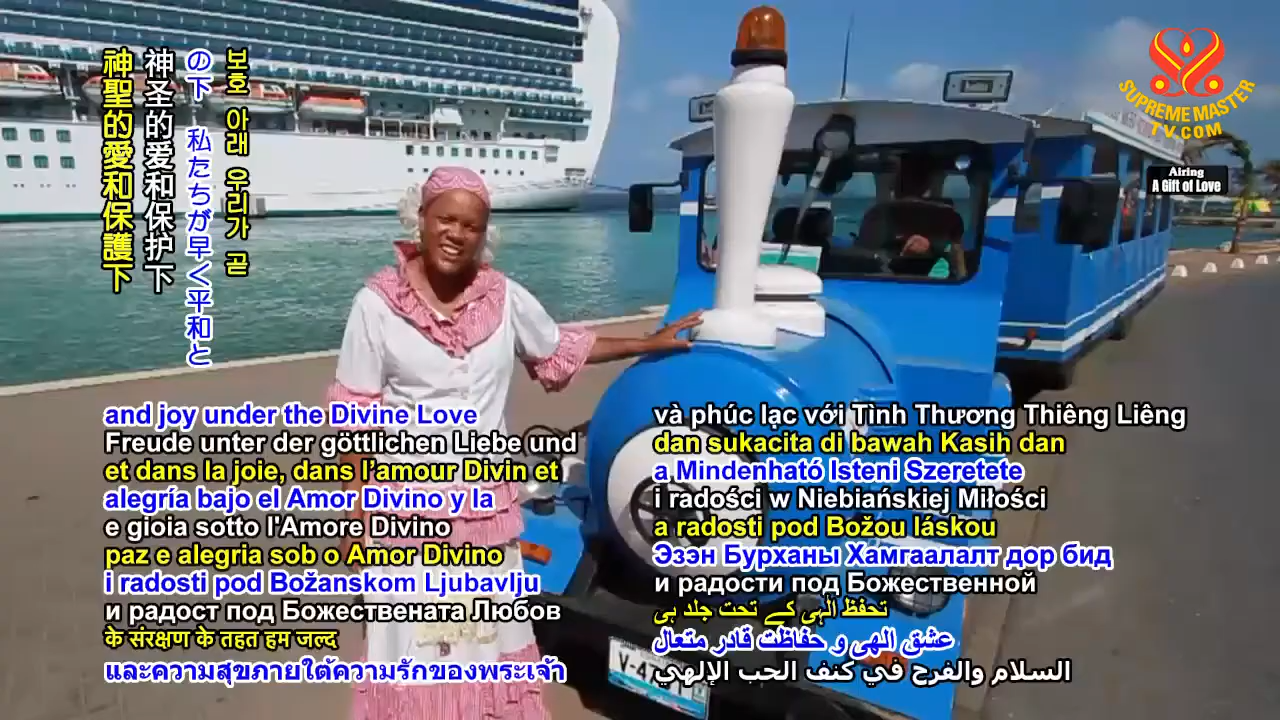 보호 아래 우리가 곧
の下 私たちが早く平和と
神圣的爱和保护下
神聖的愛和保護下
SUPREME MASTER
TV.COM
Airing
A Gift of Love
and joy under the Divine Love
Freude unter der göttlichen Liebe und
et dans la joie, dans l’amour Divin et
alegría bajo el Amor Divino y la
e gioia sotto l'Amore Divino
paz e alegria sob o Amor Divino
i radosti pod Božanskom Ljubavlju
и радост под Божествената Любов
के संरक्षण के तहत हम जल्द
และความสุขภายใต้ความรักของพระเจ้า
và phúc lạc với Tình Thương Thiêng Liêng
dan sukacita di bawah Kasih dan
a Mindenható Isteni Szeretete
i radości w Niebiańskiej Miłości
a radosti pod Božou láskou
Эзэн Бурханы Хамгаалалт дор бид
и радости под Божественной
تحفظ الٰہی کے تحت جلد ہی
عشق الهی و حفاظت قادر متعال
السلام والفرح في كنف الحب الإلهي